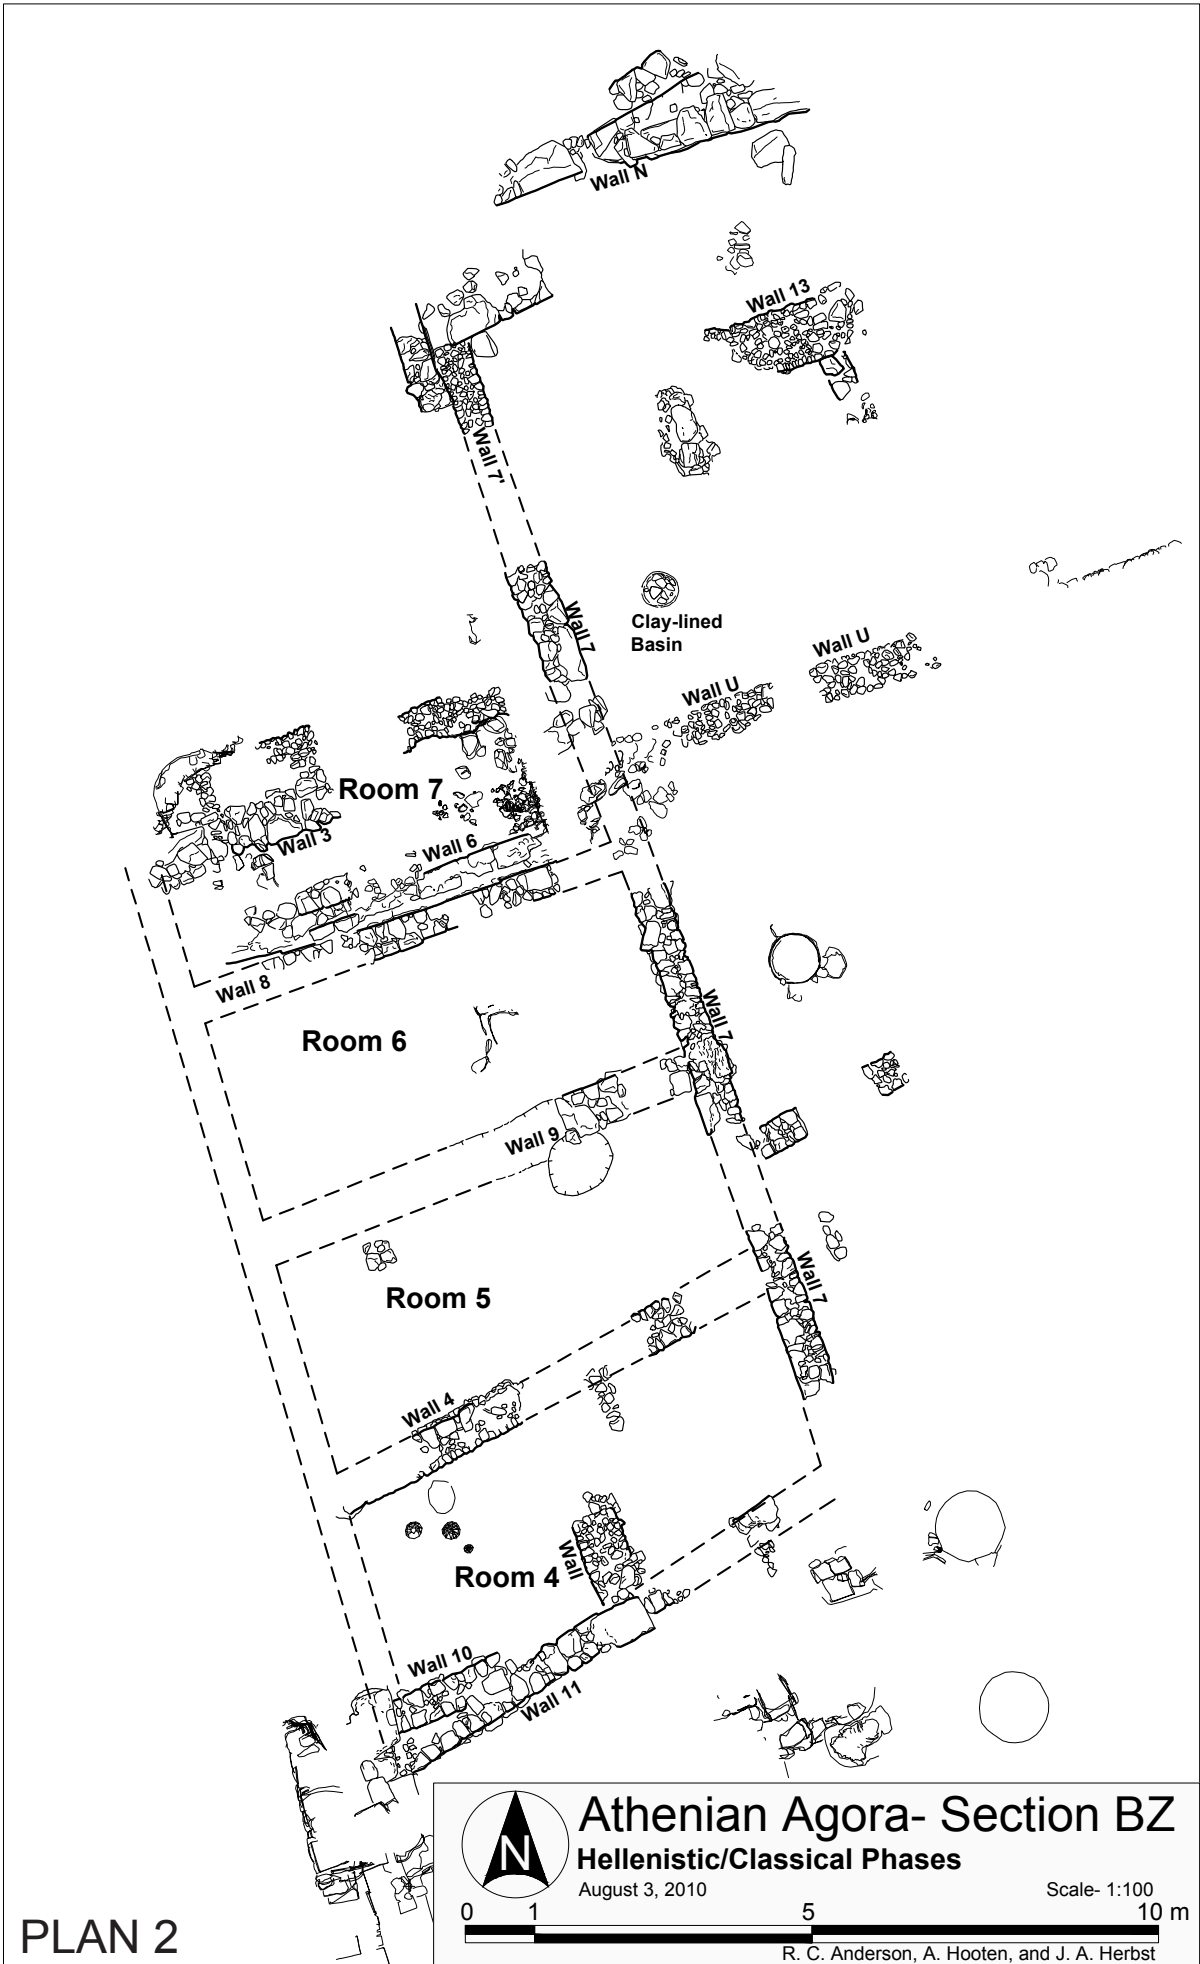 Wall N
Wall 13
Wall 7'
Wall 7
Clay-lined
Basin
Wall U
Wall U
Room 7
Wall 3
Wall 6
Wall 8
Wall 7
Room 6
Wall 9
Wall 7
Room 5
Wall 4
Room 4
Wall
Wall 10
Wall 11
N
Athenian Agora- Section BZ
Hellenistic/Classical Phases
August 3, 2010
Scale- 1:100
0 1 5 10 m
R. C. Anderson, A. Hooten, and J. A. Herbst
PLAN 2